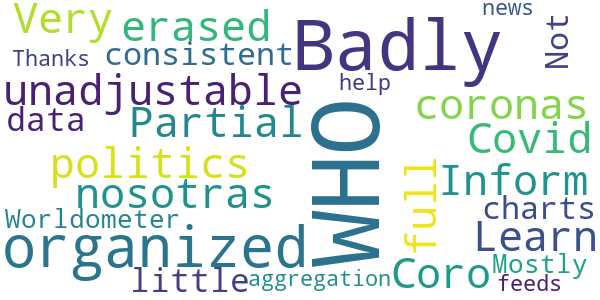 Very
erased
Badly
news
Not
Thanks
consistent
unadjustable
help
WHO
coronas
data
Partial
Covid
politics
full
Inform
nosotras
charts
Worldometer
Learn
organized
little
aggregation
Coro
Mostly
feeds